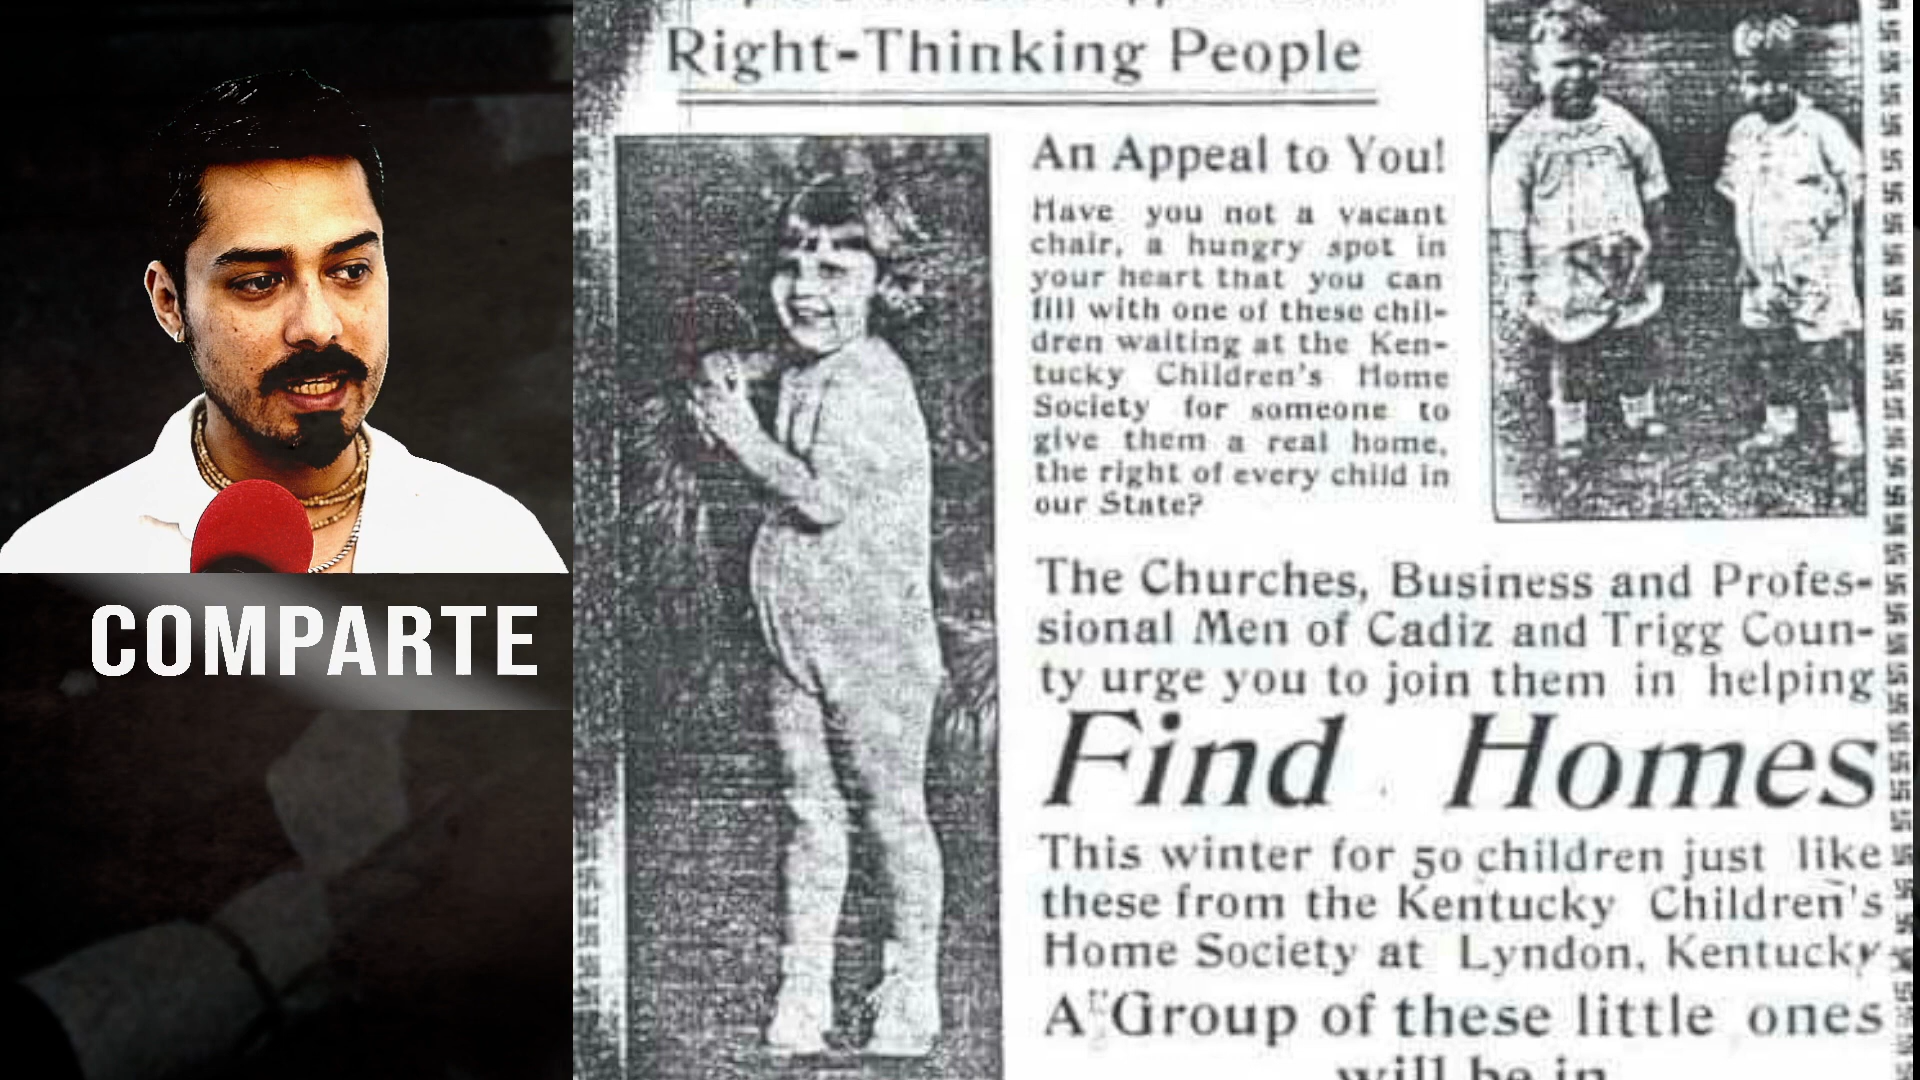 COMPARTE
Right-Thinking People
An Appeal to You!
Have you not a vacant
chair, a hungry spot in
your heart that you can
fill with one of these chil-
dren waiting at the Ken-
tucky Children's Home
Society for someone to
give them a real home,
the right of every child in
our State?
The Churches, Business and Profes-
sional Men of Cadiz and Trigg Coun-
ty urge you to join them in helping
Find Homes
This winter for 50 children just like
these from the Kentucky Children's
Home Society at Lyndon, Kentucky
A Group of these little ones
will be in